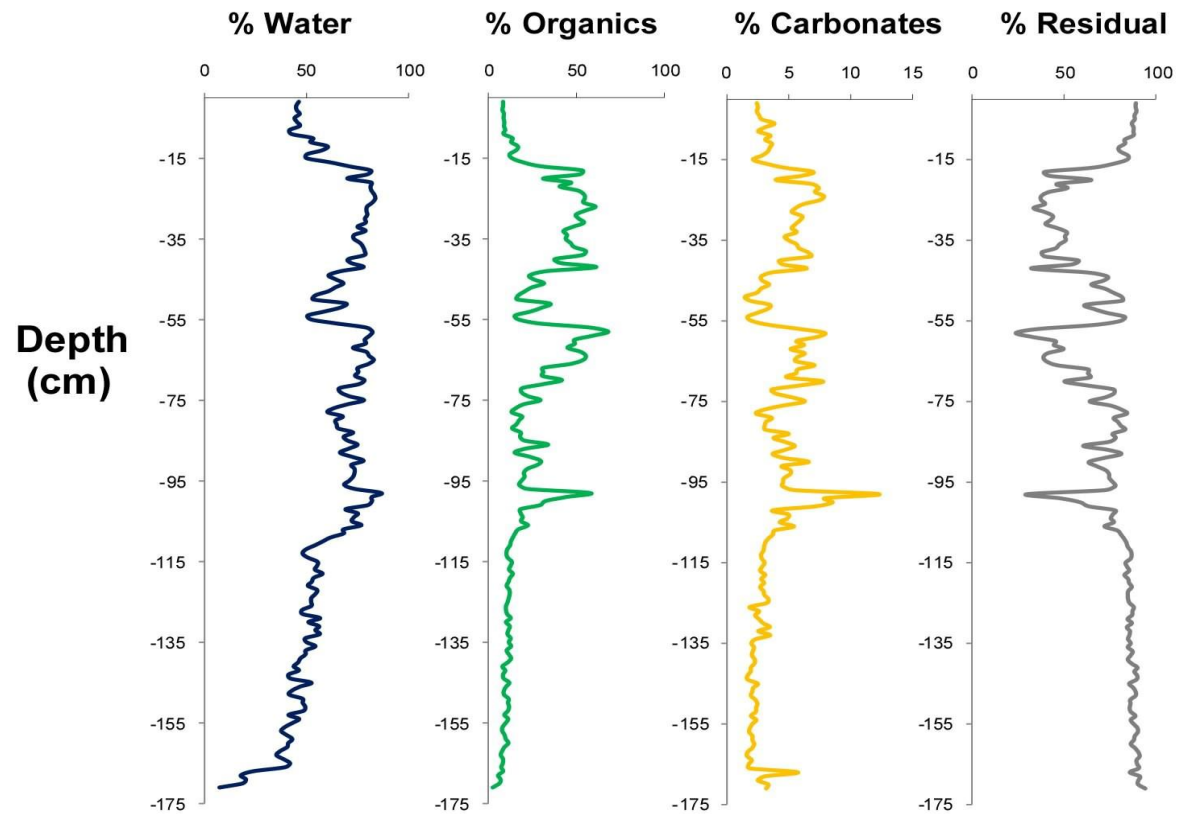 % Water % Organics % Carbonates % Residual
0 50 100 0 50 100 0 5 10 15 0 50 100
-15 -15 -15 -15
-35 -35 -35 -35
-55 -55 -55 -55
Depth
(cm)
-75 -75 -75 -75
-95 -95 -95 -95
-115 -115 -115 -115
-135 -135 -135 -135
-155 -155 -155 -155
-175 -175 -175 -175